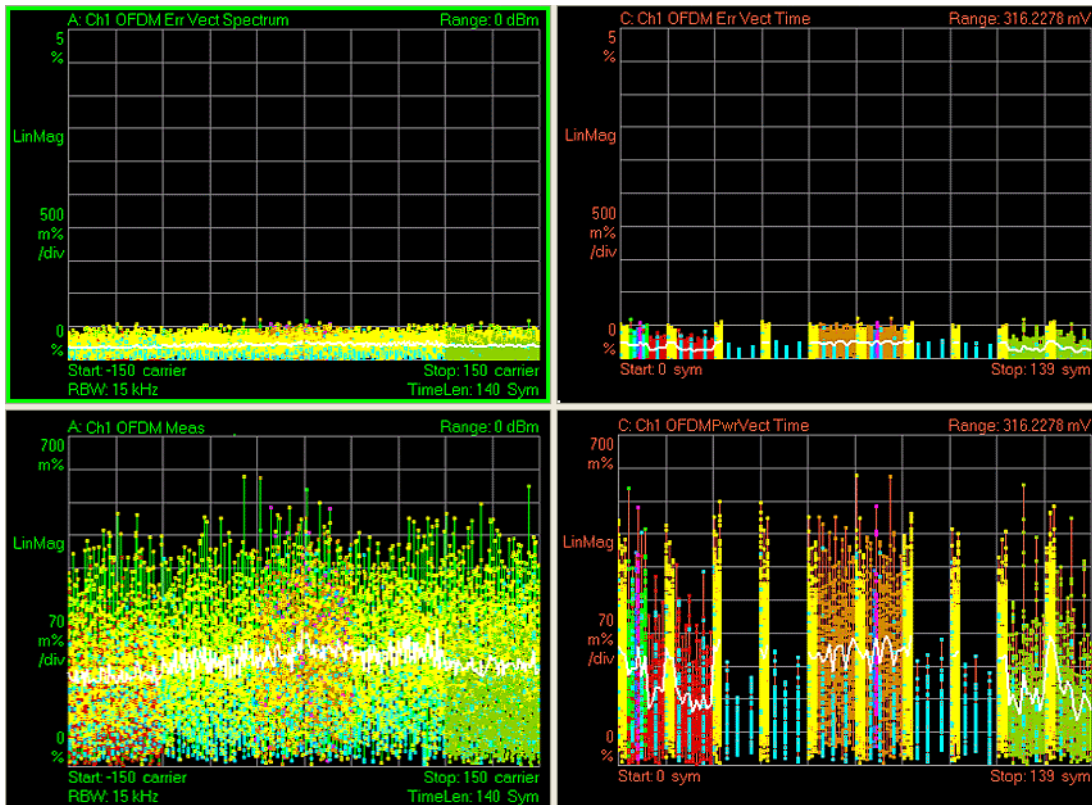 A: Ch1 OFDM Err Vect Spectrum Range: 0 dBm
5
%
LinMag
500
m%
/div
0
%
Start: -150 carrier Stop: 150 carrier
RBW: 15 kHz TimeLen: 140 Sym
C: Ch1 OFDM Err Vect Time Range: 316.2278 mV
5
%
LinMag
500
m%
/div
0
%
Start: 0 sym Stop: 139 sym
A: Ch1 OFDM Meas Range: 0 dBm
700
m%
LinMag
70
m%
/div
0
%
Start: -150 carrier Stop: 150 carrier
RBW: 15 kHz TimeLen: 140 Sym
C: Ch1 OFDMPwrVect Time Range: 316.2278 mV
700
m%
LinMag
70
m%
/div
0
%
Start: 0 sym Stop: 139 sym